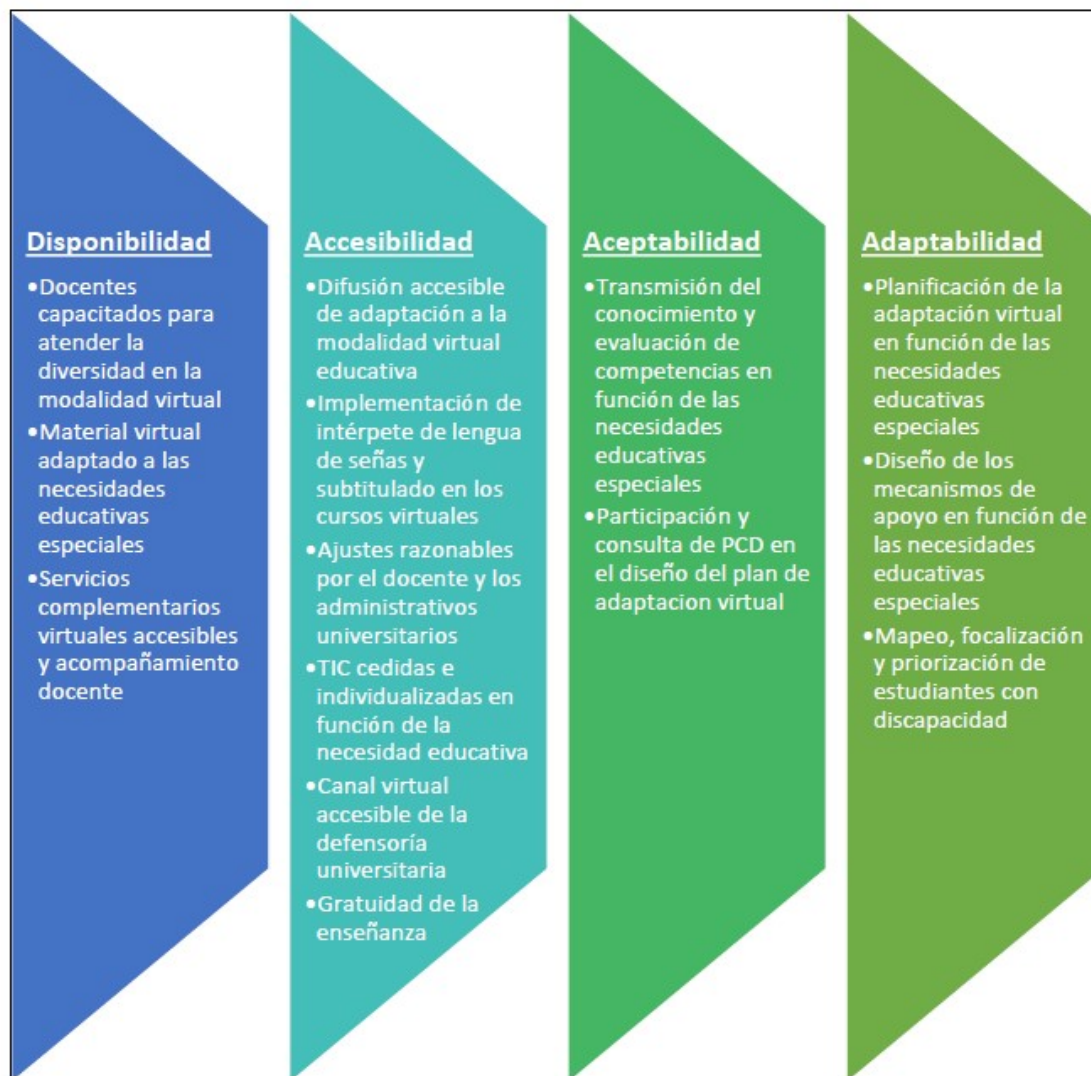 Disponibilidad
•Docentes
capacitados para
atender la
diversidad en la
modalidad virtual
•Material virtual
adaptado a las
necesidades
educativas
especiales
•Servicios
complementarios
virtuales accesibles
y acompañamiento
docente
Accesibilidad
•Difusión accesible
de adaptación a la
modalidad virtual
educativa
•Implementación de
intérpete de lengua
de señas y
subtitulado en los
cursos virtuales
•Ajustes razonables
por el docente y los
administrativos
universitarios
•TIC cedidas e
individualizadas en
función de la
necesidad educativa
•Canal virtual
accesible de la
defensoría
universitaria
•Gratuidad de la
enseñanza
Aceptabilidad
•Transmisión del
conocimiento y
evaluación de
competencias en
función de las
necesidades
educativas
especiales
•Participación y
consulta de PCD en
el diseño del plan de
adaptacion virtual
Adaptabilidad
•Planificación de la
adaptación virtual
en función de las
necesidades
educativas
especiales
•Diseño de los
mecanismos de
apoyo en función de
las necesidades
educativas
especiales
•Mapeo, focalización
y priorización de
estudiantes con
discapacidad